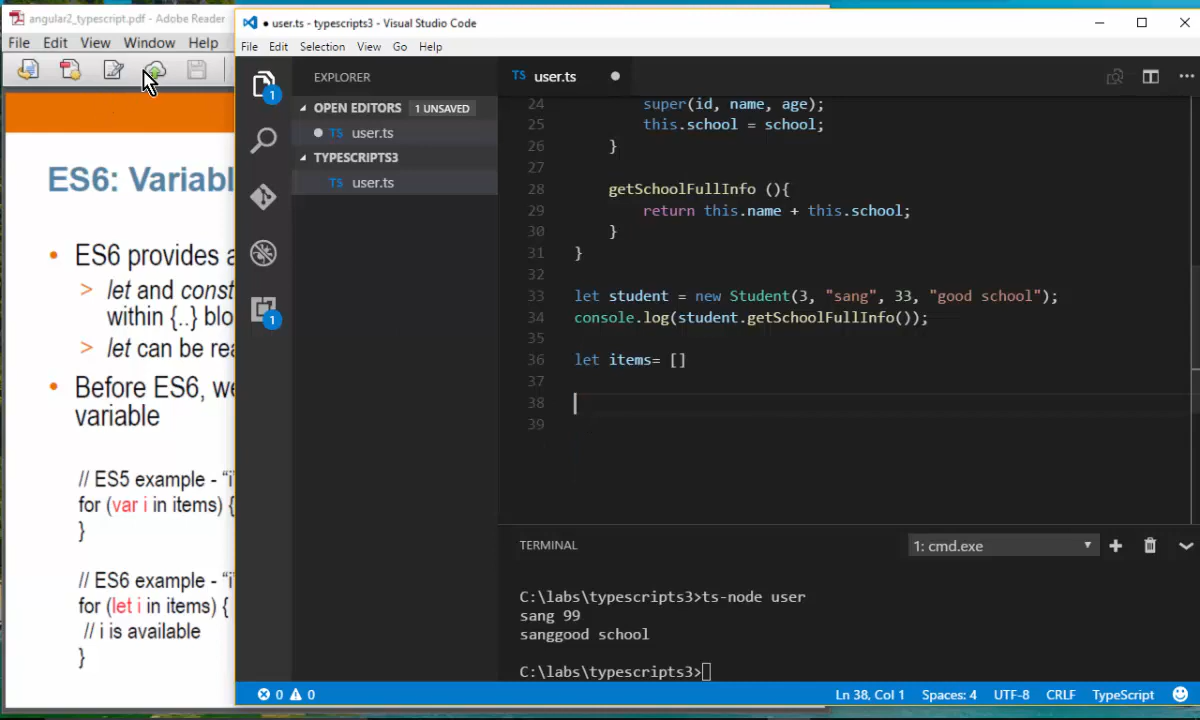 angular2_typescript.pdf - Adobe Reader
File Edit View Window Help
ES6: Variabl
• ES6 provides a
> let and const
within {..} blo
> let can be rea
• Before ES6, we
variable
// ES5 example - "i
for (var i in items) {
}
// ES6 example - "i
for (let i in items) {
// i is available
}
● user.ts - typescripts3 - Visual Studio Code
File Edit Selection View Go Help
1
1
EXPLORER
OPEN EDITORS 1 UNSAVED
● TS user.ts
TYPESCRIPTS3
TS user.ts
TS user.ts ●
24 super(id, name, age);
25 this.school = school;
26 }
27
28 getSchoolFullInfo (){
29 return this.name + this.school;
30 }
31 }
32
33 let student = new Student(3, "sang", 33, "good school");
34 console.log(student.getSchoolFullInfo());
35
36 let items= []
37
38
39
TERMINAL
1: cmd.exe
C:\labs\typescripts3>ts-node user
sang 99
sanggood school
C:\labs\typescripts3>
0 0 Ln 38, Col 1 Spaces: 4 UTF-8 CRLF TypeScript